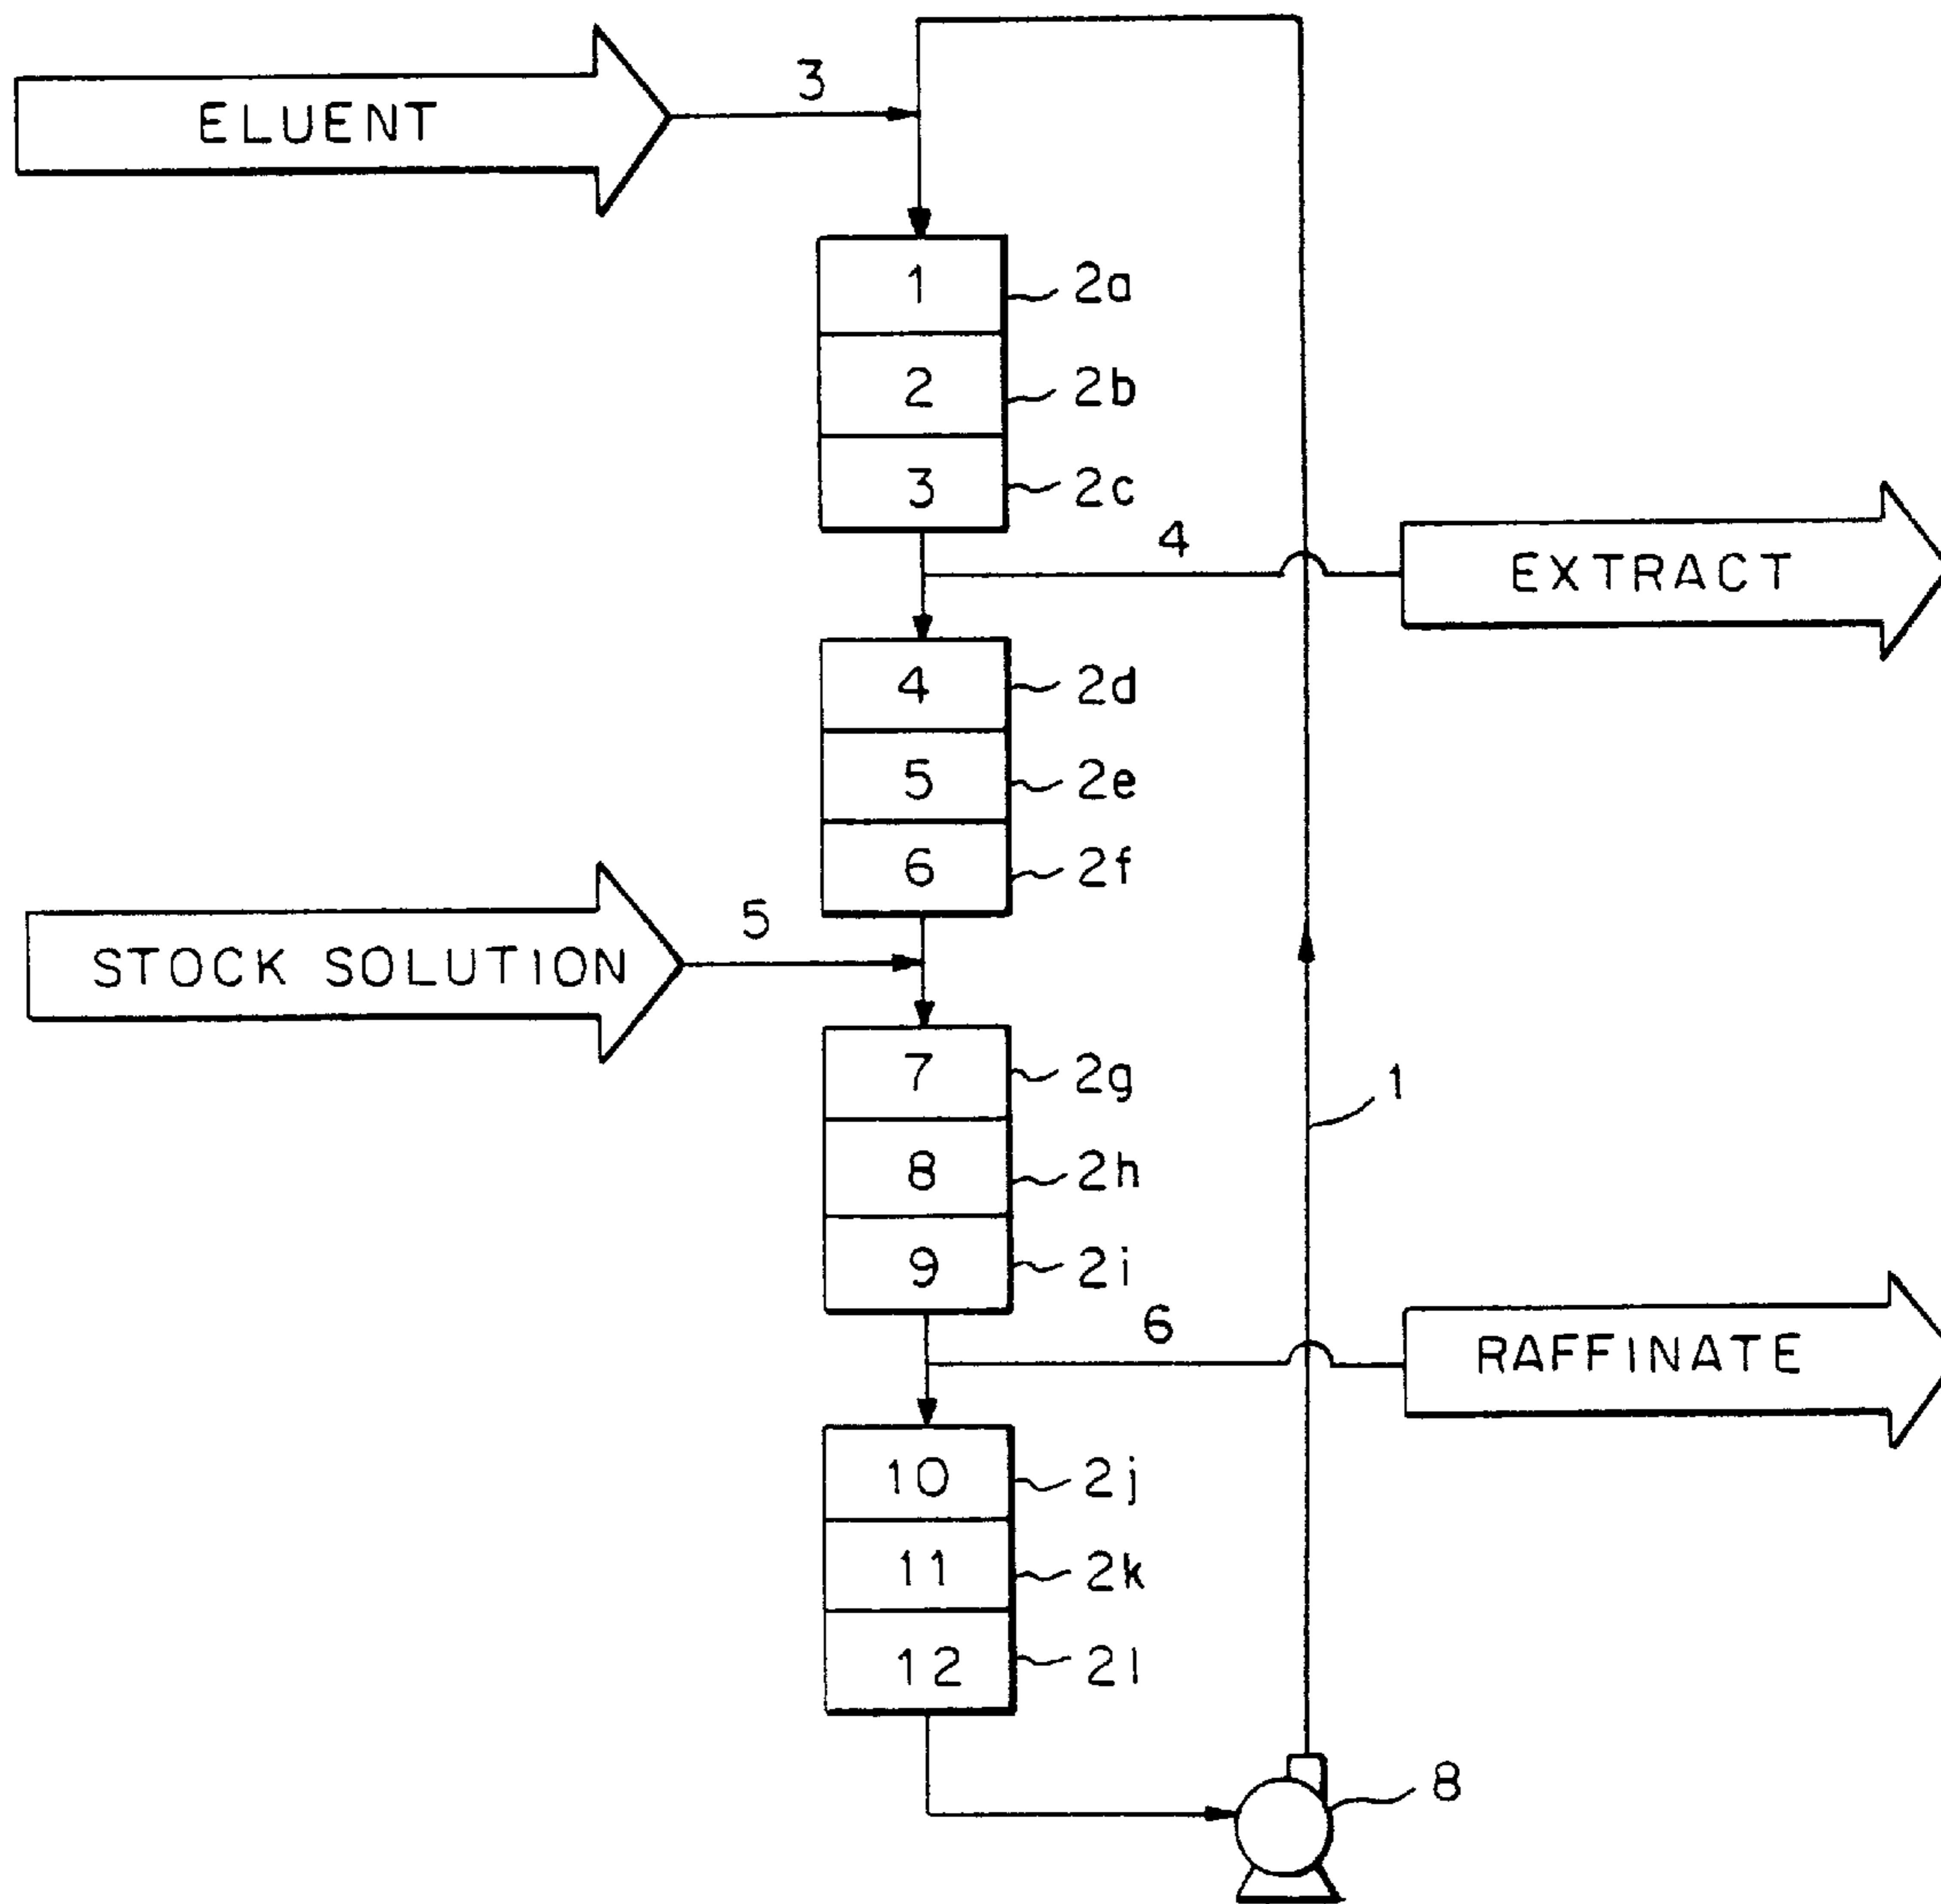 3
ELUENT
1 2a
2 2b
3 2c
4
EXTRACT
4 2d
5 2e
6 2f
5
STOCK SOLUTION
7 2g
1
8 2h
9 2i
6
RAFFINATE
10 2j
11 2k
12 2l
8